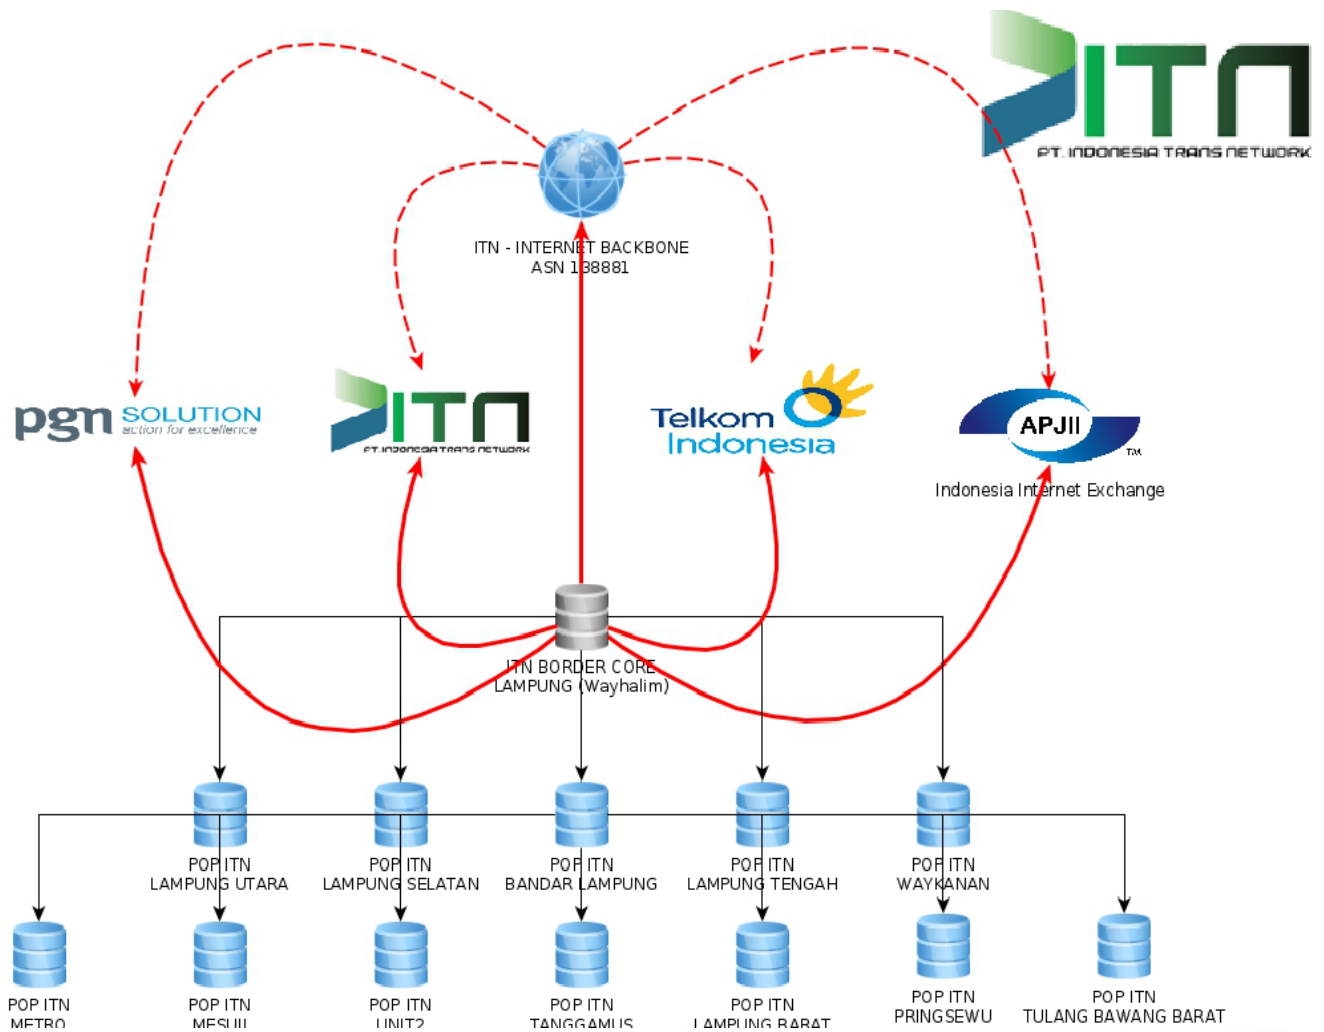 ITN
PT. INDONESIA TRANS NETWORK
ITN - INTERNET BACKBONE
ASN 138881
pgn SOLUTION
action for excellence
ITN
PT. INDONESIA TRANS NETWORK
Telkom
Indonesia
APJII
TM
Indonesia Internet Exchange
ITN BORDER CORE
LAMPUNG (Wayhalim)
POP ITN
LAMPUNG UTARA
POP ITN
LAMPUNG SELATAN
POP ITN
BANDAR LAMPUNG
POP ITN
LAMPUNG TENGAH
POP ITN
WAYKANAN
POP ITN
METRO
POP ITN
MESUJI
POP ITN
UNIT2
POP ITN
TANGGAMUS
POP ITN
LAMPUNG BARAT
POP ITN
PRINGSEWU
POP ITN
TULANG BAWANG BARAT